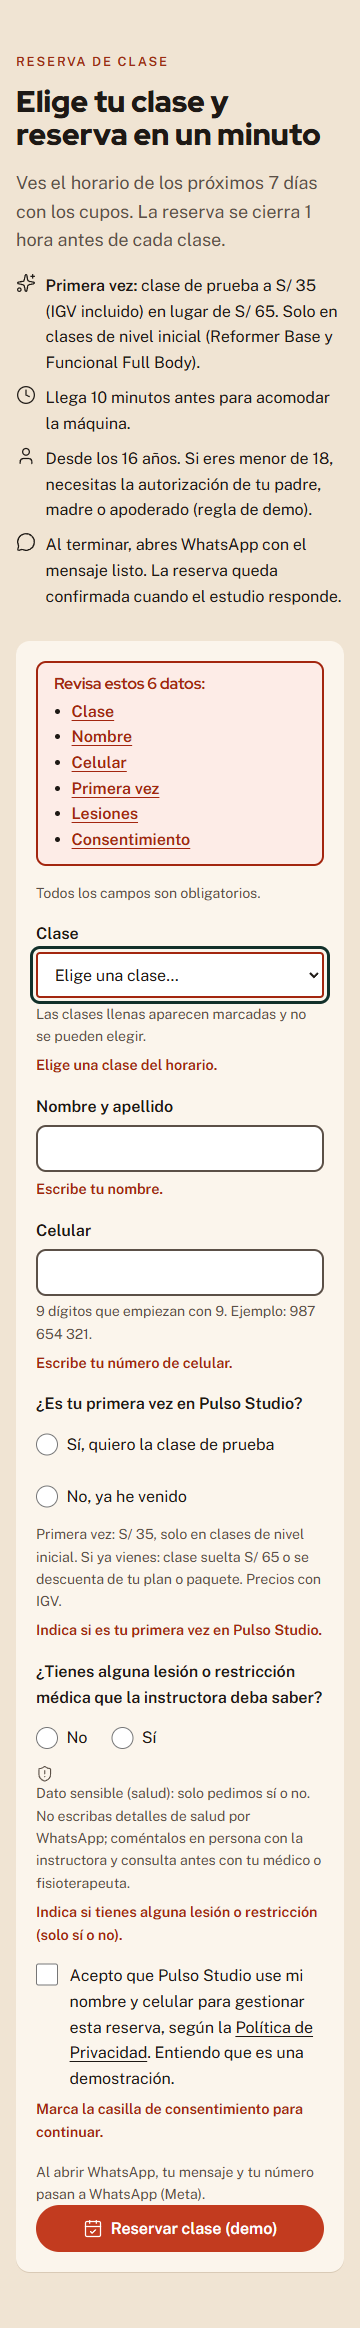 RESERVA DE CLASE
Elige tu clase y
reserva en un minuto
Ves el horario de los próximos 7 días
con los cupos. La reserva se cierra 1
hora antes de cada clase.
Primera vez: clase de prueba a S/ 35
(IGV incluido) en lugar de S/ 65. Solo en
clases de nivel inicial (Reformer Base y
Funcional Full Body).
Llega 10 minutos antes para acomodar
la máquina.
Desde los 16 años. Si eres menor de 18,
necesitas la autorización de tu padre,
madre o apoderado (regla de demo).
Al terminar, abres WhatsApp con el
mensaje listo. La reserva queda
confirmada cuando el estudio responde.
Revisa estos 6 datos:
• Clase
• Nombre
• Celular
• Primera vez
• Lesiones
• Consentimiento
Todos los campos son obligatorios.
Clase
Elige una clase...
Las clases llenas aparecen marcadas y no
se pueden elegir.
Elige una clase del horario.
Nombre y apellido
Escribe tu nombre.
Celular
9 dígitos que empiezan con 9. Ejemplo: 987
654 321.
Escribe tu número de celular.
¿Es tu primera vez en Pulso Studio?
Sí, quiero la clase de prueba
No, ya he venido
Primera vez: S/ 35, solo en clases de nivel
inicial. Si ya vienes: clase suelta S/ 65 o se
descuenta de tu plan o paquete. Precios con
IGV.
Indica si es tu primera vez en Pulso Studio.
¿Tienes alguna lesión o restricción
médica que la instructora deba saber?
No Sí
Dato sensible (salud): solo pedimos sí o no.
No escribas detalles de salud por
WhatsApp; coméntalos en persona con la
instructora y consulta antes con tu médico o
fisioterapeuta.
Indica si tienes alguna lesión o restricción
(solo sí o no).
Acepto que Pulso Studio use mi
nombre y celular para gestionar
esta reserva, según la Política de
Privacidad. Entiendo que es una
demostración.
Marca la casilla de consentimiento para
continuar.
Al abrir WhatsApp, tu mensaje y tu número
pasan a WhatsApp (Meta).
Reservar clase (demo)